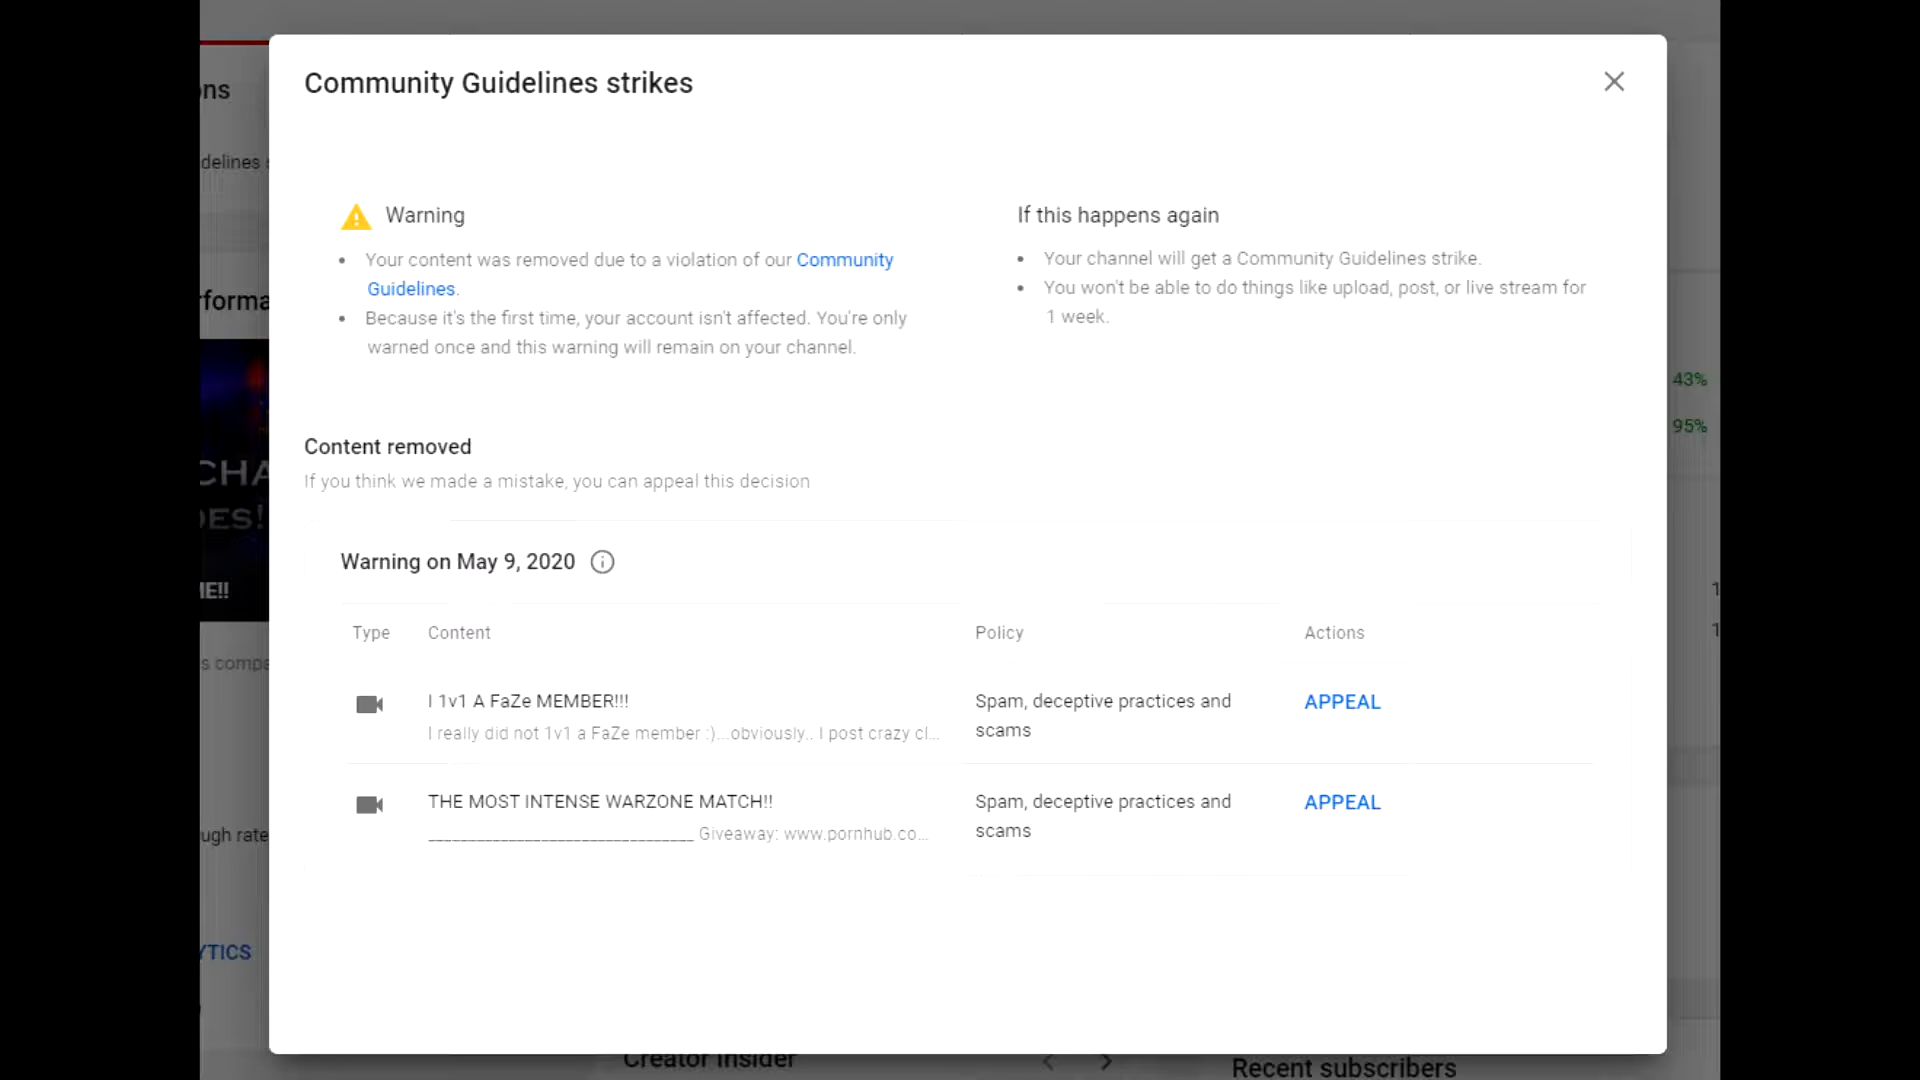 Community Guidelines strikes
ons
delines
Warning
If this happens again
Your content was removed due to a violation of our Community
Guidelines.
Because it's the first time, your account isn't affected. You're only
warned once and this warning will remain on your channel.
Your channel will get a Community Guidelines strike.
You won't be able to do things like upload, post, or live stream for
1 week.
rforma
43%
95%
Content removed
If you think we made a mistake, you can appeal this decision
CHA
DES!
ME!!
Warning on May 9, 2020
Type Content Policy Actions
s compa
I 1v1 A FaZe MEMBER!!!
I really did not 1v1 a FaZe member :)...obviously.. I post crazy cl...
Spam, deceptive practices and
scams
APPEAL
THE MOST INTENSE WARZONE MATCH!!
_________________________________ Giveaway: www.pornhub.co...
Spam, deceptive practices and
scams
APPEAL
ugh rate
YTICS
Creator Insider
Recent subscribers